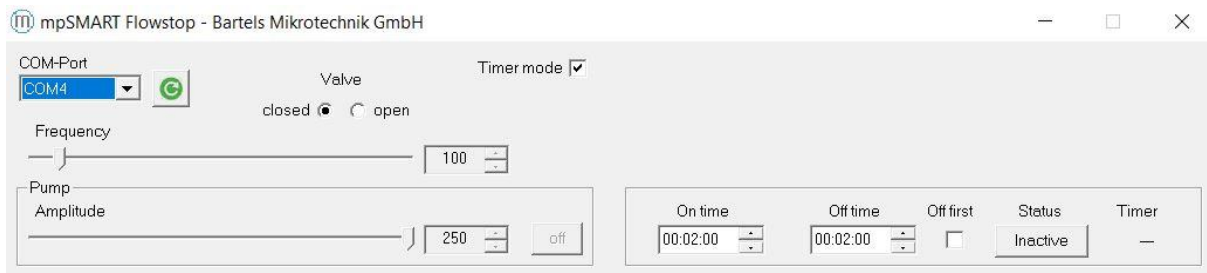 mpSMART Flowstop - Bartels Mikrotechnik GmbH
COM-Port
COM4
Valve
closed open
Timer mode
Frequency
100
Pump
Amplitude
250 off
On time Off time Off first Status Timer
00:02:00 00:02:00 Inactive —